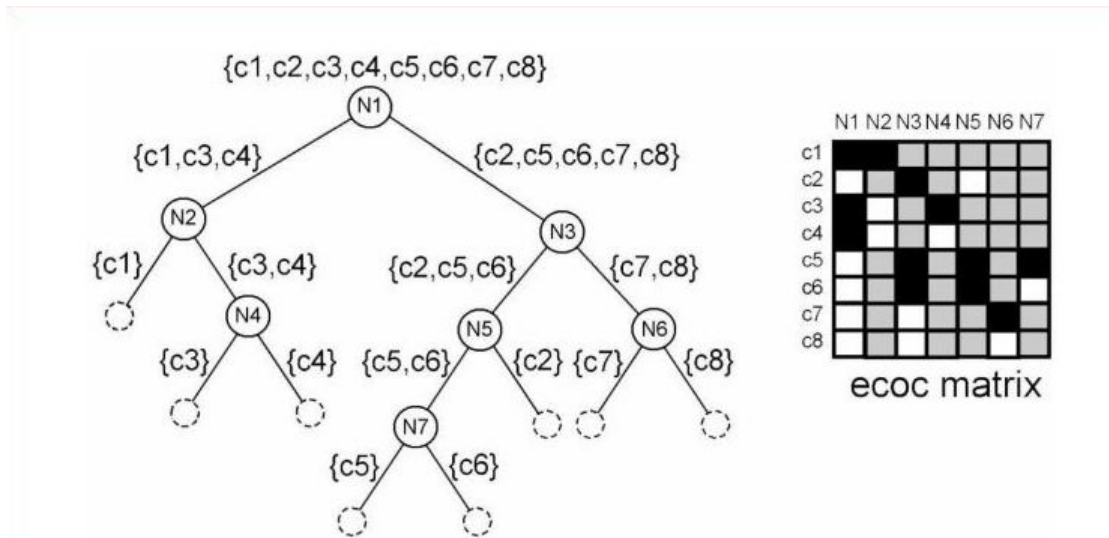 {c1,c2,c3,c4,c5,c6,c7,c8}
N1
{c1,c3,c4}
{c2,c5,c6,c7,c8}
N2
N3
{c1}
{c3,c4}
{c2,c5,c6}
{c7,c8}
N4
N5
N6
{c3}
{c4}
{c5,c6}
{c2}
{c7}
{c8}
N7
{c5}
{c6}
N1 N2 N3 N4 N5 N6 N7
c1
c2
c3
c4
c5
c6
c7
c8
ecoc matrix